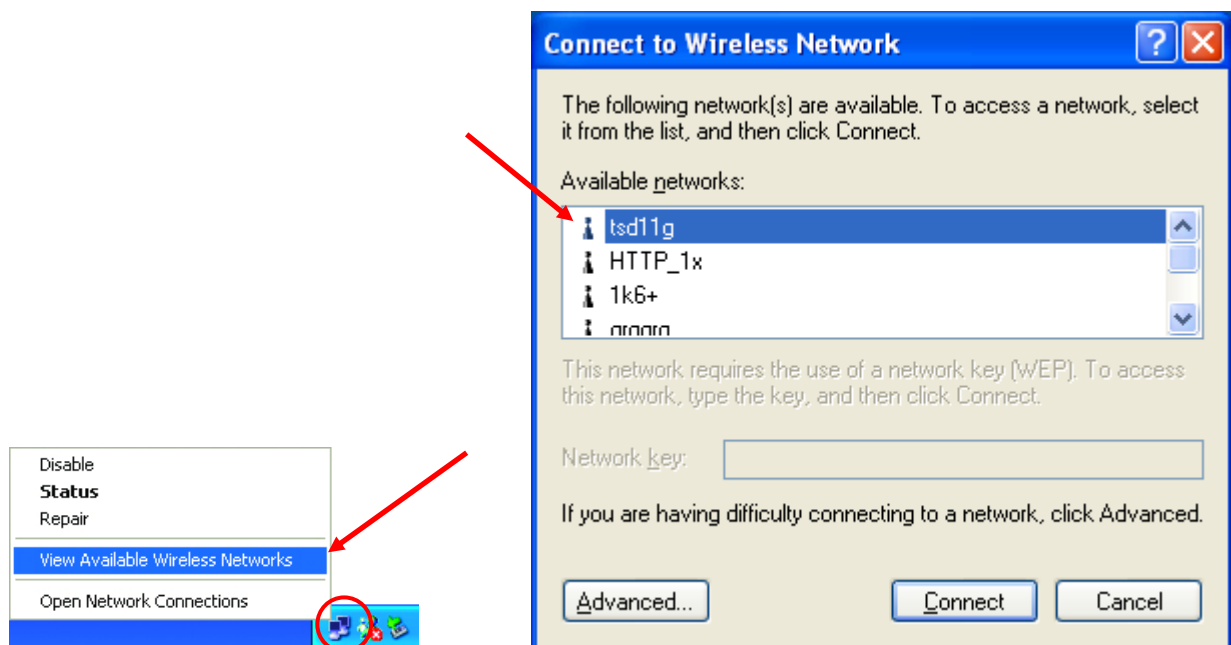 Connect to Wireless Network
The following network(s) are available. To access a network, select
it from the list, and then click Connect.
Available networks:
tsd11g
HTTP_1x
1k6+
This network requires the use of a network key (WEP). To access
this network, type the key, and then click Connect.
Network key:
If you are having difficulty connecting to a network, click Advanced.
Advanced...
Connect
Cancel
Disable
Status
Repair
View Available Wireless Networks
Open Network Connections